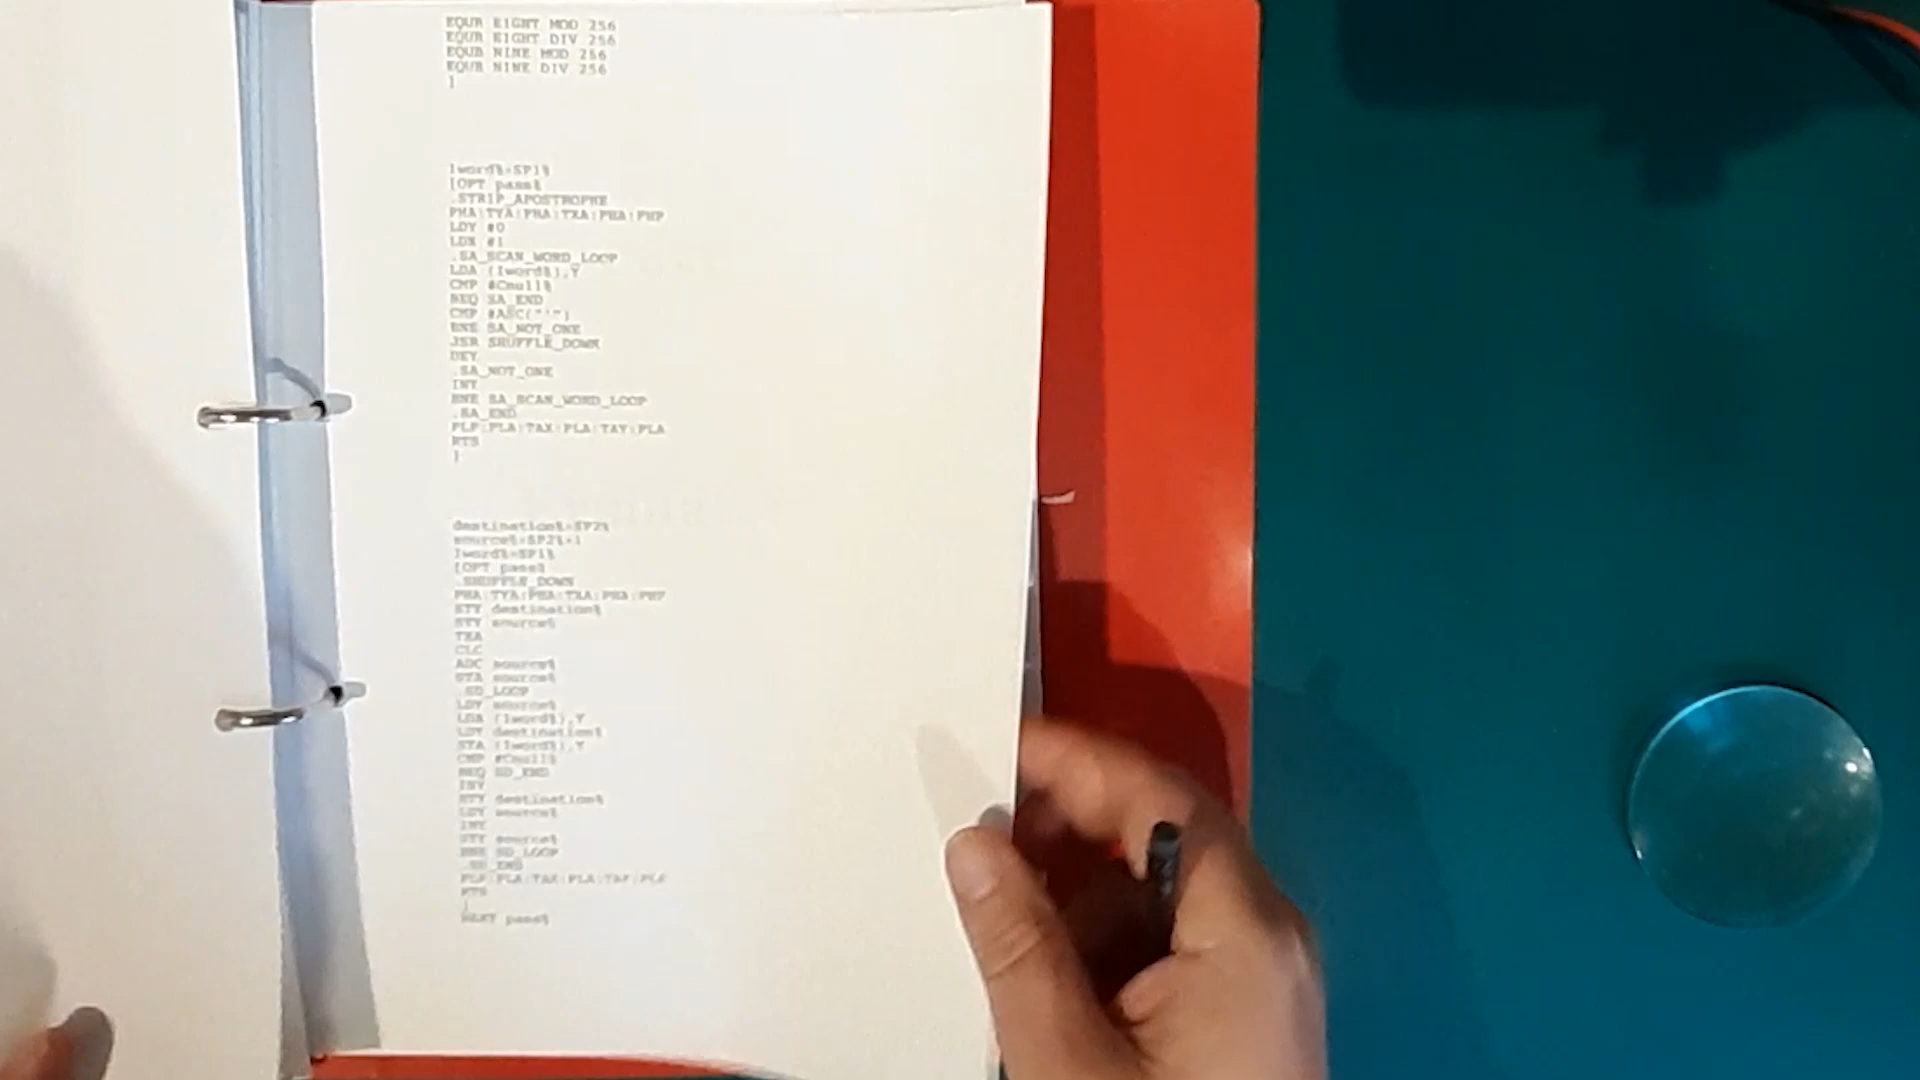 EQUB EIGHT MOD 256
EQUB EIGHT DIV 256
EQUB NINE MOD 256
EQUB NINE DIV 256
]
lword%=SP1%
[OPT pass%
.STRIP_APOSTROPHE
PHA:TYA:PHA:TXA:PHA:PHP
LDY #0
LDX #1
.SA_SCAN_WORD_LOOP
LDA (lword%),Y
CMP #Cnull%
BEQ SA_END
CMP #ASC("'")
BNE SA_NOT_ONE
JSR SHUFFLE_DOWN
DEY
.SA_NOT_ONE
INY
BNE SA_SCAN_WORD_LOOP
.SA_END
PLP:PLA:TAX:PLA:TAY:PLA
RTS
]
destination%=SP2%
source%=SP2%+1
lword%=SP1%
[OPT pass%
.SHUFFLE_DOWN
PHA:TYA:PHA:TXA:PHA:PHP
STY destination%
STY source%
TXA
CLC
ADC source%
STA source%
.SD_LOOP
LDY source%
LDA (lword%),Y
LDY destination%
STA (lword%),Y
CMP #Cnull%
BEQ SD_END
INY
STY destination%
LDY source%
INY
STY source%
BNE SD_LOOP
.SD_END
PLP:PLA:TAX:PLA:TAY:PLA
RTS
]
NEXT pass%